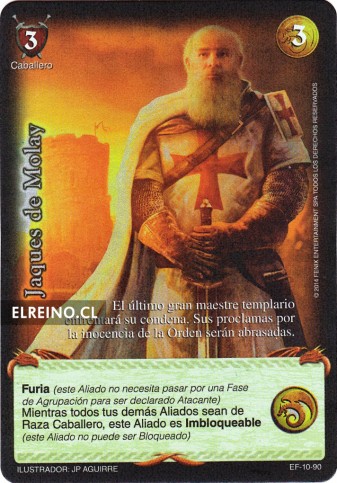 3
Caballero
3
Jaques de Molay
© 2014 FENIX ENTERTAINMENT SPA TODOS LOS DERECHOS RESERVADOS
ELREINO.CL
El último gran maestre templario
enfrentará su condena. Sus proclamas por
la inocencia de la Orden serán abrasadas.
Furia (este Aliado no necesita pasar por una Fase
de Agrupación para ser declarado Atacante)
Mientras todos tus demás Aliados sean de
Raza Caballero, este Aliado es Imbloqueable
(este Aliado no puede ser Bloqueado)
ILUSTRADOR: JP AGUIRRE
EF-10-90